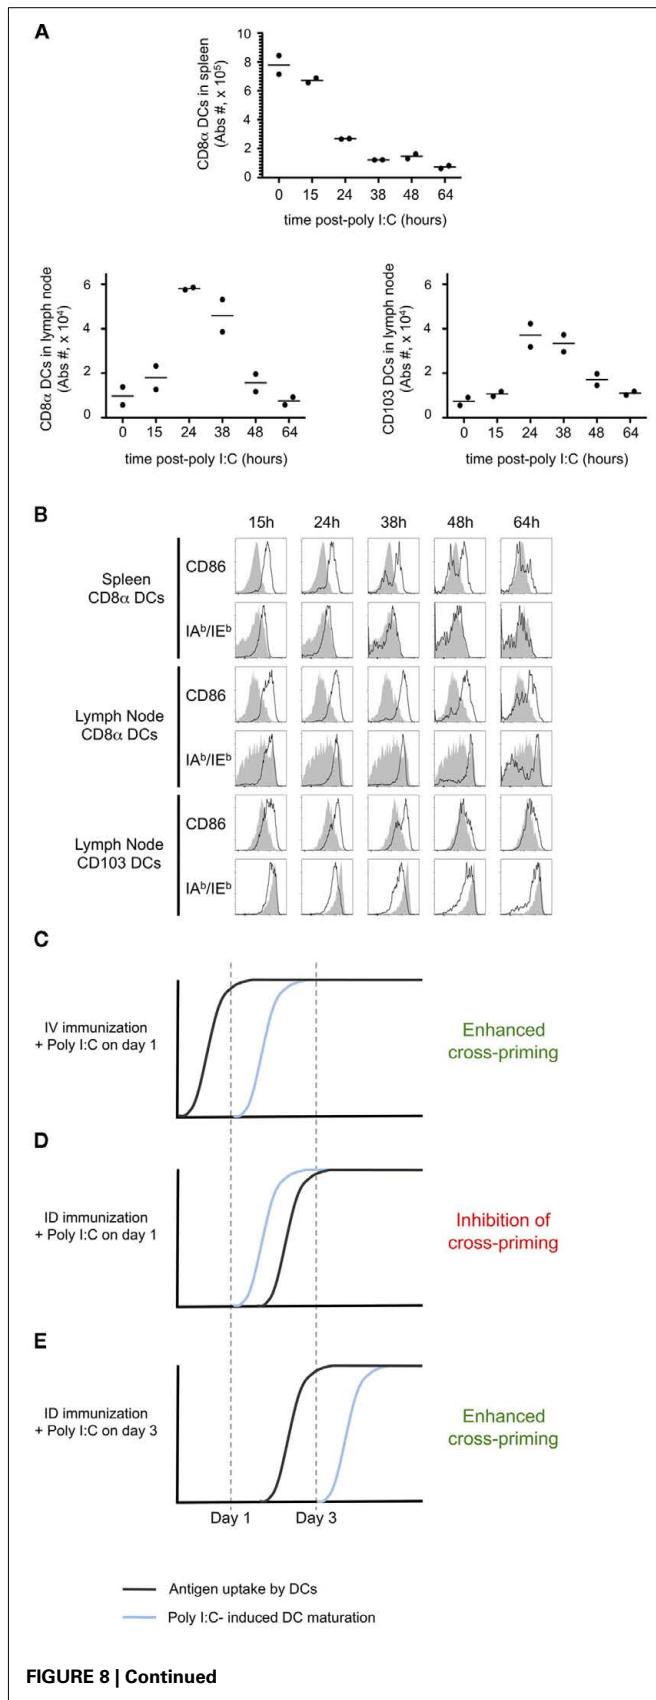 A
CD8α DCs in spleen
(Abs #, x 10⁵)
10
8
6
4
2
0
0 15 24 38 48 64
time post-poly I:C (hours)
CD8α DCs in lymph node
(Abs #, x 10⁴)
6
4
2
0
0 15 24 38 48 64
time post-poly I:C (hours)
CD103 DCs in lymph node
(Abs #, x 10⁴)
6
4
2
0
0 15 24 38 48 64
time post-poly I:C (hours)
B
15h 24h 38h 48h 64h
Spleen
CD8α DCs
CD86
IAᵇ/IEᵇ
Lymph Node
CD8α DCs
CD86
IAᵇ/IEᵇ
Lymph Node
CD103 DCs
CD86
IAᵇ/IEᵇ
C
IV immunization
+ Poly I:C on day 1
Enhanced
cross-priming
D
ID immunization
+ Poly I:C on day 1
Inhibition of
cross-priming
E
ID immunization
+ Poly I:C on day 3
Enhanced
cross-priming
Day 1 Day 3
Antigen uptake by DCs
Poly I:C- induced DC maturation
FIGURE 8 | Continued